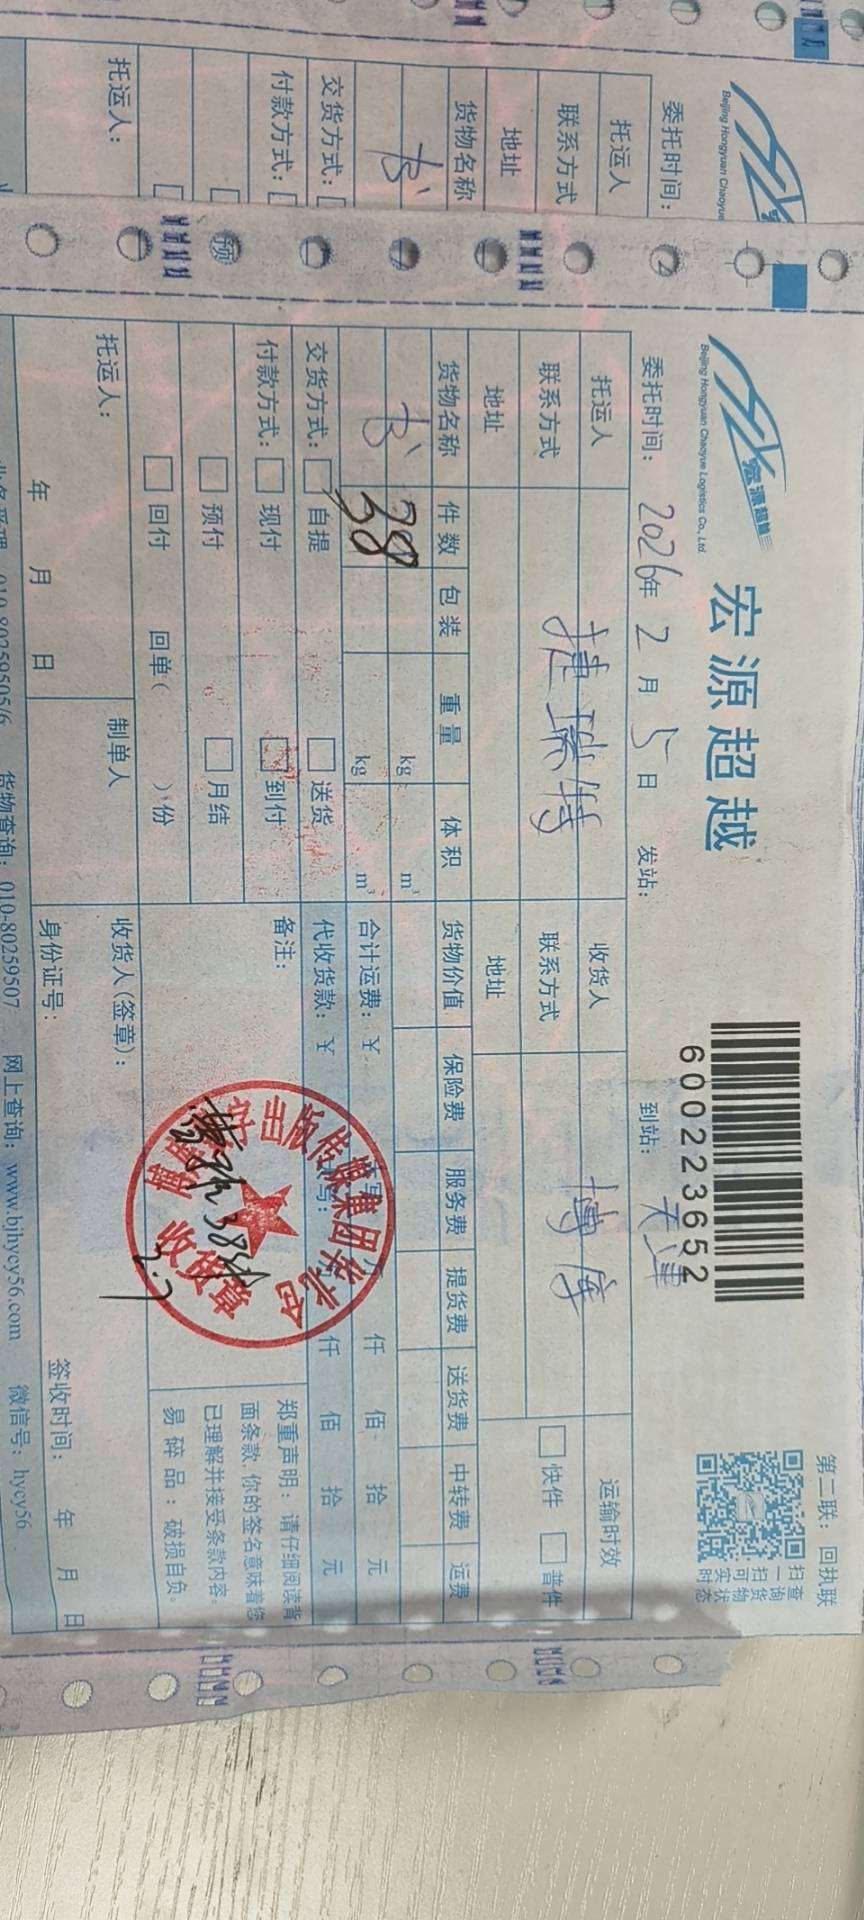 Beijing Hongyuan Chaoyue
委托时间:
托运人
联系方式
地址
货物名称
书
交货方式:
付款方式:
托运人:
宏源超越
Beijing Hongyuan Chaoyue Logistics Co., Ltd.
宏源超越
600223652
第二联: 回执联
扫一扫可实时
查询货物状态
委托时间: 2026年 2月 5日 发站: 到站: 天津
托运人 捷瑞特 收货人 博库 运输时效
联系方式 联系方式 快件 普件
地址 地址
货物名称 件数 包装 重量 体积 货物价值 保险费 服务费 提货费 送货费 中转费 运费
书 38 kg m³
kg m³ 合计运费: ¥ 仟 佰 拾 元
交货方式: 自提 送货 代收货款: ¥ 仟 佰 拾 元
付款方式: 现付 到付 备注:
预付 月结
回付 回单( )份
郑重声明: 请仔细阅读背
面条款, 你的签名意味着您
已理解并接受条款内容。
易碎品: 破损自负。
出版传媒集团
收货章
2.7
托运人: 制单人 收货人(签章):
身份证号:
年 月 日 签收时间: 年 月 日
010-80259505/6 货物查询: 010-80259507 网上查询: www.bjhycy56.com 微信号: hycy56